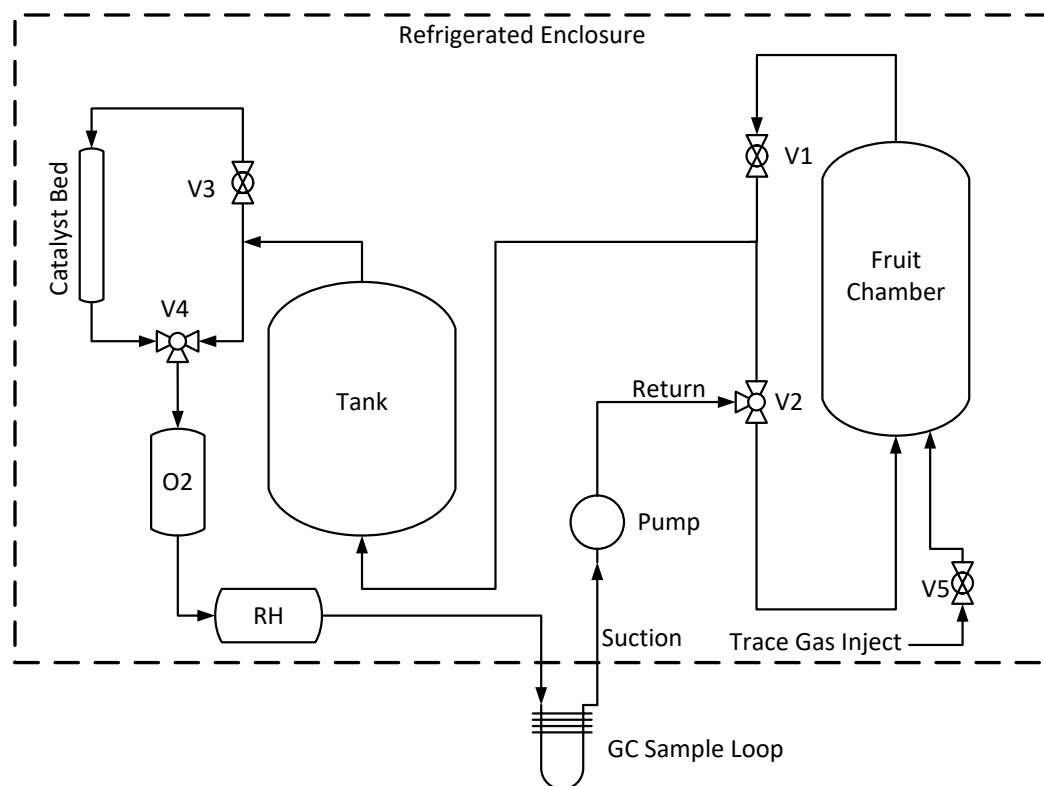 Refrigerated Enclosure
Catalyst Bed
V3
V1
Fruit
Chamber
V4
Tank
Return
V2
O2
Pump
V5
RH
Suction
Trace Gas Inject
GC Sample Loop